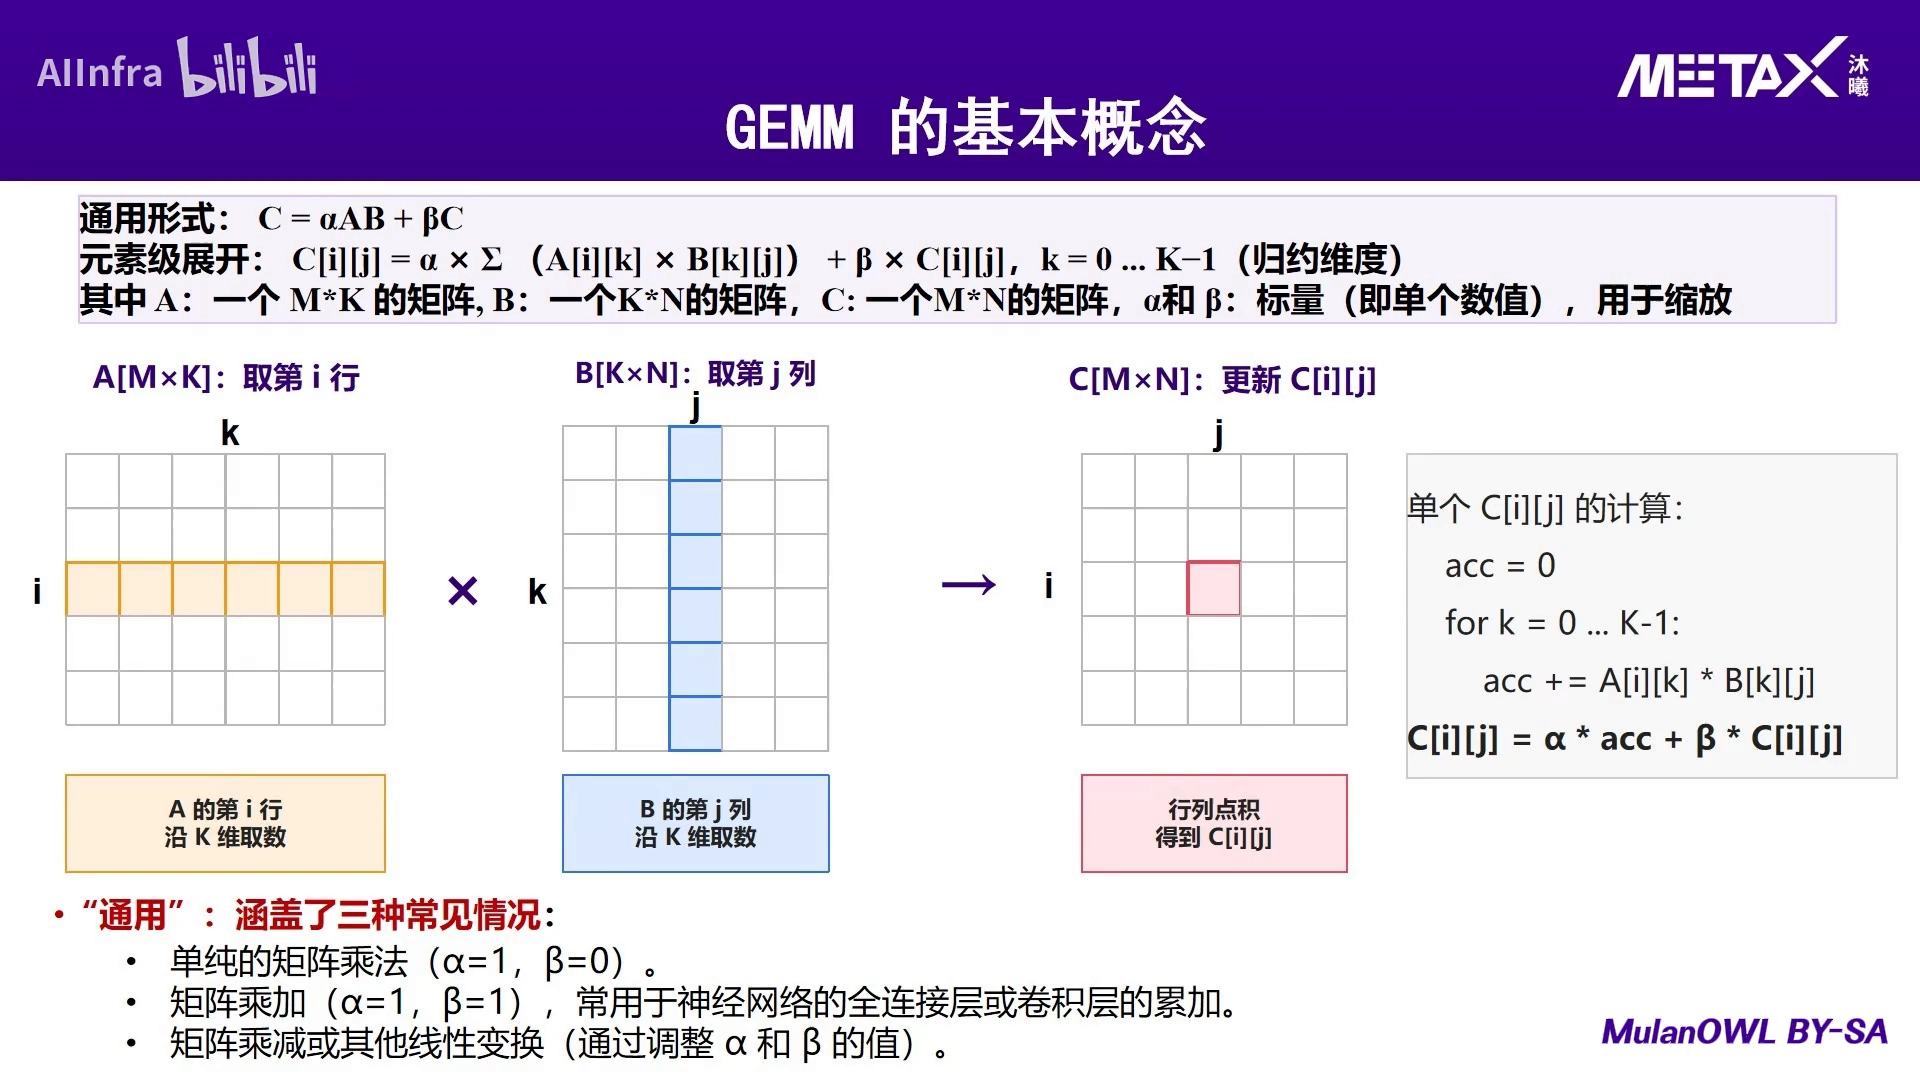 AIInfra bilibili
METAX 沐曦
GEMM 的基本概念
通用形式： C = αAB + βC
元素级展开： C[i][j] = α × Σ （A[i][k] × B[k][j]） + β × C[i][j]， k = 0 ... K−1（归约维度）
其中 A：一个 M*K 的矩阵, B：一个K*N的矩阵，C: 一个M*N的矩阵，α和 β：标量（即单个数值），用于缩放
A[M×K]：取第 i 行
B[K×N]：取第 j 列
C[M×N]：更新 C[i][j]
k
j
j
i
×
k
→
i
单个 C[i][j] 的计算：
acc = 0
for k = 0 ... K-1:
acc += A[i][k] * B[k][j]
C[i][j] = α * acc + β * C[i][j]
A 的第 i 行
沿 K 维取数
B 的第 j 列
沿 K 维取数
行列点积
得到 C[i][j]
• “通用”：涵盖了三种常见情况：
• 单纯的矩阵乘法（α=1，β=0）。
• 矩阵乘加（α=1，β=1），常用于神经网络的全连接层或卷积层的累加。
• 矩阵乘减或其他线性变换（通过调整 α 和 β 的值）。
MulanOWL BY-SA